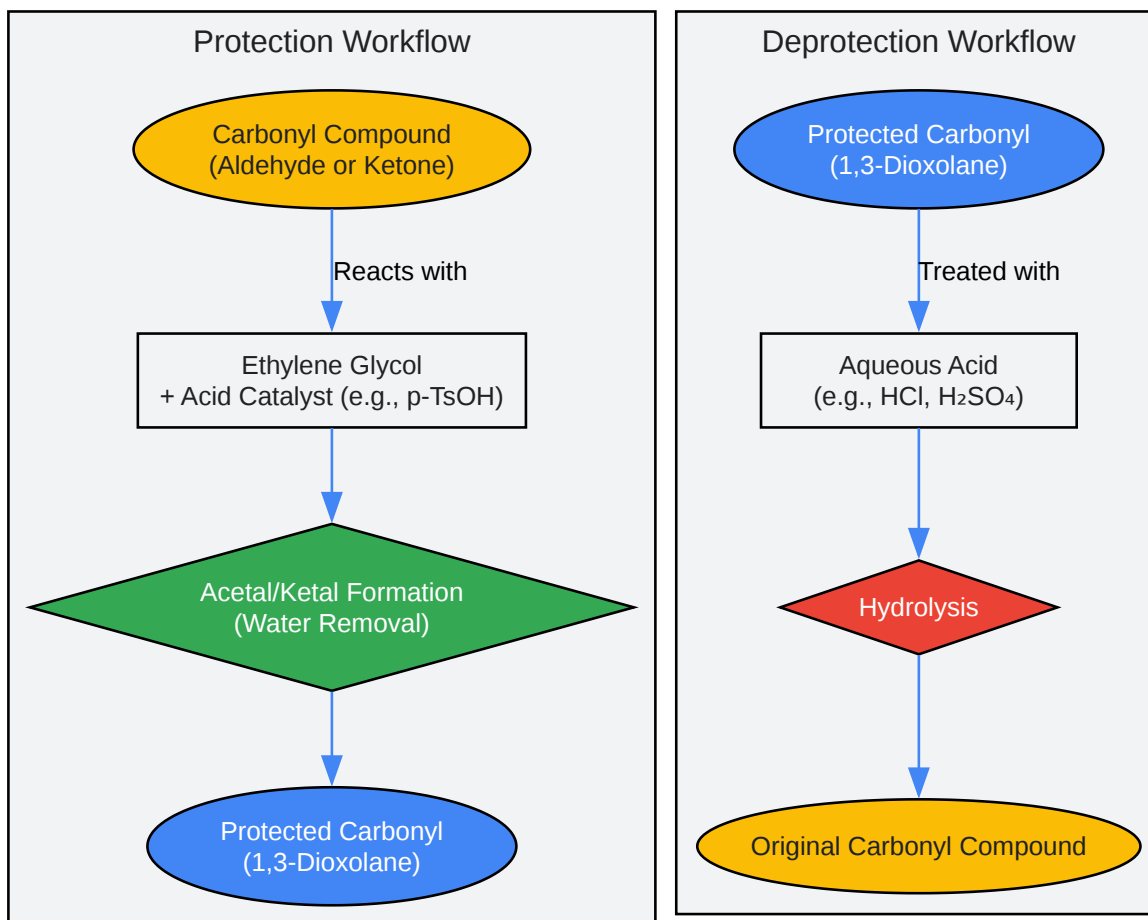 Protection Workflow
Carbonyl Compound
(Aldehyde or Ketone)
Reacts with
Ethylene Glycol
+ Acid Catalyst (e.g., p-TsOH)
Acetal/Ketal Formation
(Water Removal)
Protected Carbonyl
(1,3-Dioxolane)
Deprotection Workflow
Protected Carbonyl
(1,3-Dioxolane)
Treated with
Aqueous Acid
(e.g., HCl, H₂SO₄)
Hydrolysis
Original Carbonyl Compound